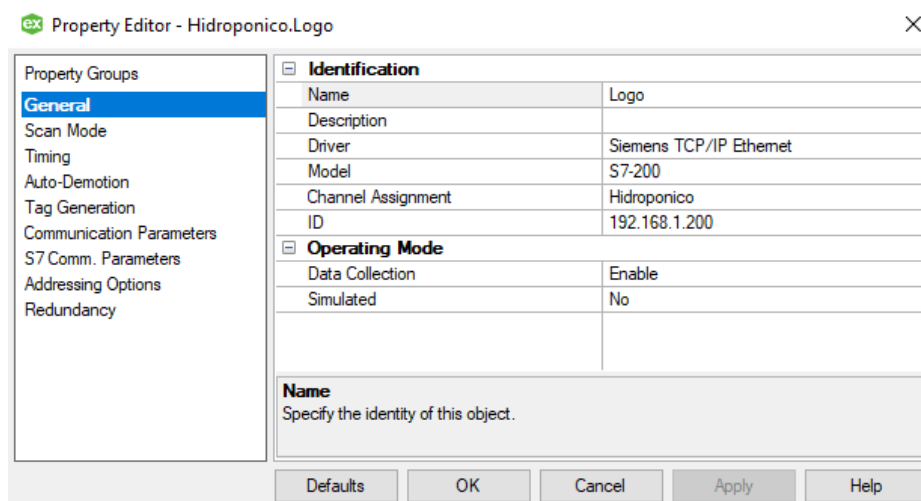 ex Property Editor - Hidroponico.Logo
Property Groups
General
Scan Mode
Timing
Auto-Demotion
Tag Generation
Communication Parameters
S7 Comm. Parameters
Addressing Options
Redundancy
Identification
Name Logo
Description
Driver Siemens TCP/IP Ethernet
Model S7-200
Channel Assignment Hidroponico
ID 192.168.1.200
Operating Mode
Data Collection Enable
Simulated No
Name
Specify the identity of this object.
Defaults OK Cancel Apply Help